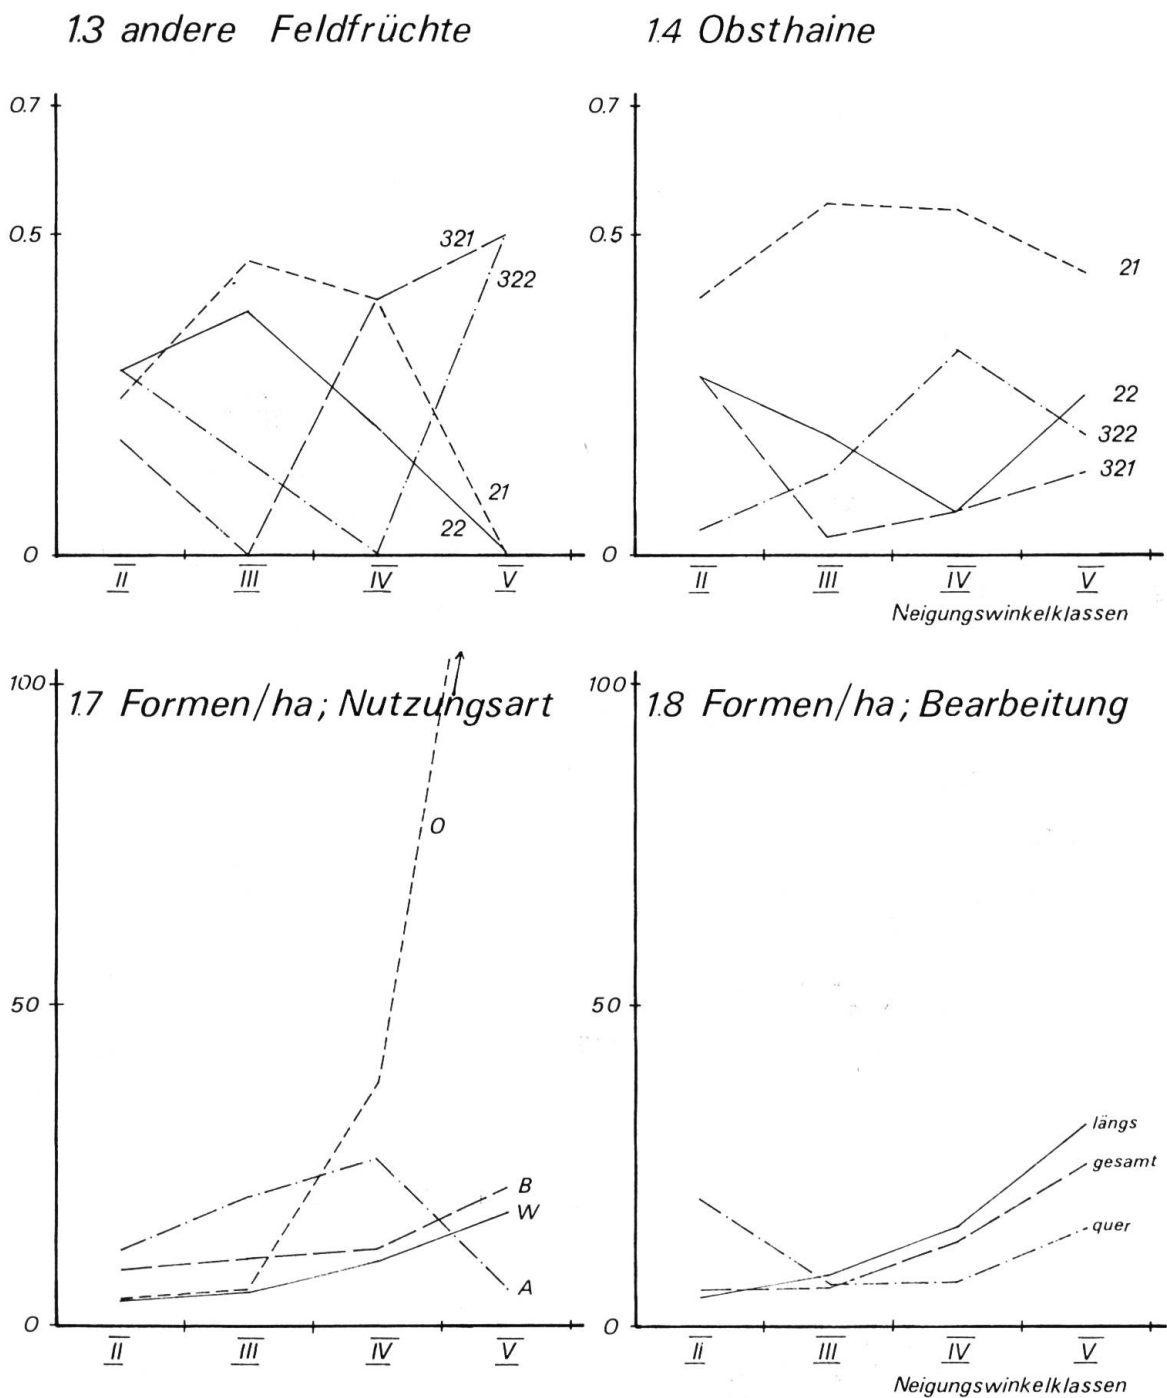 1.3 andere Feldfrüchte
0.7
0.5
0
321
322
21
22
II III IV V
1.4 Obsthaine
0.7
0.5
0
21
22
322
321
II III IV V
Neigungswinkelklassen
1.7 Formen/ha; Nutzungsart
100
50
0
O
B
W
A
II III IV V
1.8 Formen/ha; Bearbeitung
100
50
0
längs
gesamt
quer
II III IV V
Neigungswinkelklassen